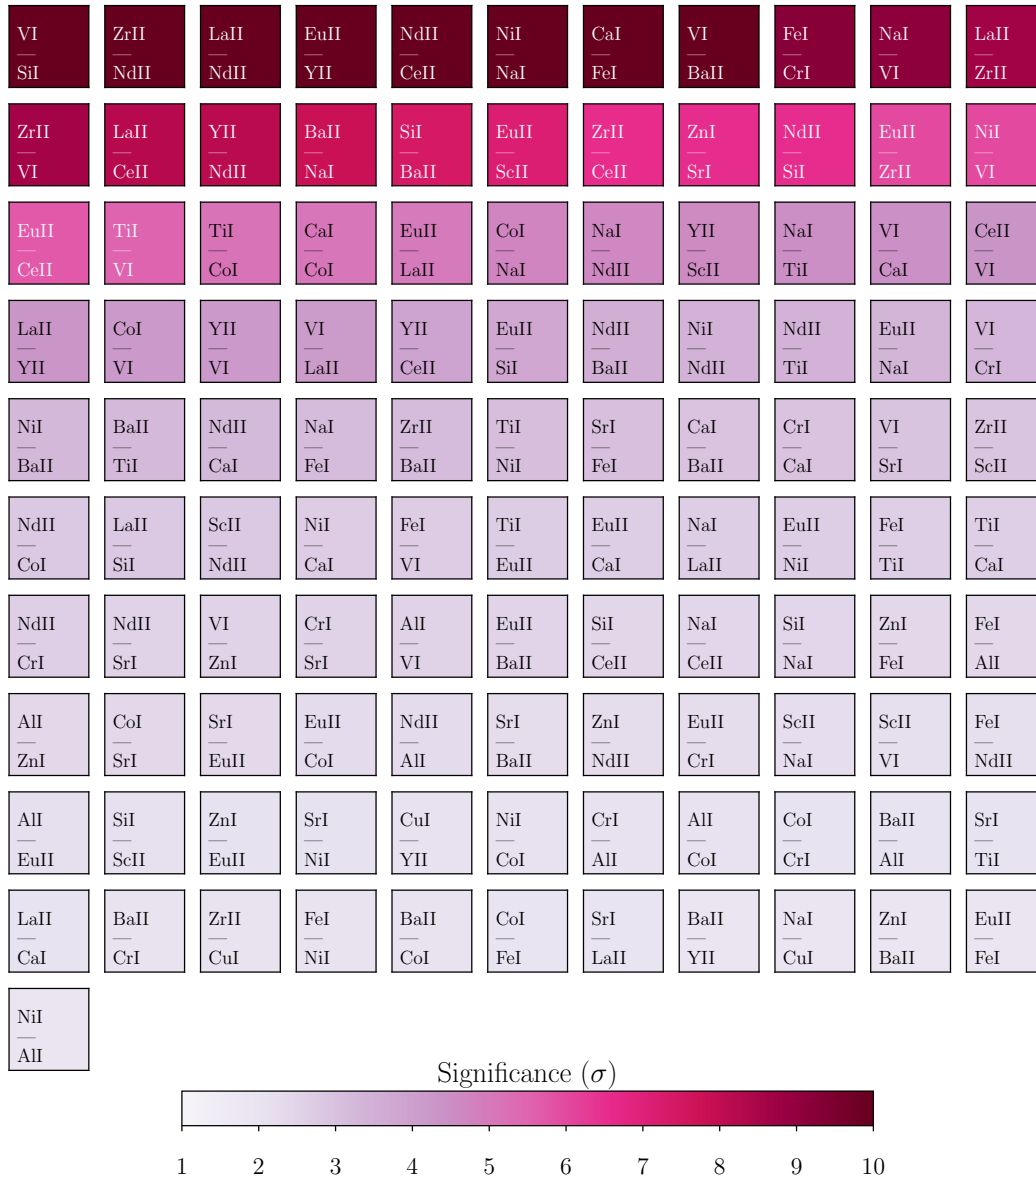 VI ZrII LaII EuII NdII NiI CaI VI FeI NaI LaII
SiI NdII NdII YII CeII NaI FeI BaII CrI VI ZrII
ZrII LaII YII BaII SiI EuII ZrII ZnI NdII EuII NiI
VI CeII NdII NaI BaII ScII CeII SrI SiI ZrII VI
EuII TiI TiI CaI EuII CoI NaI YII NaI VI CeII
CeII VI CoI CoI LaII NaI NdII ScII TiI CaI VI
LaII CoI YII VI YII EuII NdII NiI NdII EuII VI
YII VI VI LaII CeII SiI BaII NdII TiI NaI CrI
NiI BaII NdII NaI ZrII TiI SrI CaI CrI VI ZrII
BaII TiI CaI FeI BaII NiI FeI BaII CaI SrI ScII
NdII LaII ScII NiI FeI TiI EuII NaI EuII FeI TiI
CoI SiI NdII CaI VI EuII CaI LaII NiI TiI CaI
NdII NdII VI CrI AlI EuII SiI NaI SiI ZnI FeI
CrI SrI ZnI SrI VI BaII CeII CeII NaI FeI AlI
AlI CoI SrI EuII NdII SrI ZnI EuII ScII ScII FeI
ZnI SrI EuII CoI AlI BaII NdII CrI NaI VI NdII
AlI SiI ZnI SrI CuI NiI CrI AlI CoI BaII SrI
EuII ScII EuII NiI YII CoI AlI CoI CrI AlI TiI
LaII BaII ZrII FeI BaII CoI SrI BaII NaI ZnI EuII
CaI CrI CuI NiI CoI FeI LaII YII CuI BaII FeI
NiI
AlI
Significance (σ)
1 2 3 4 5 6 7 8 9 10